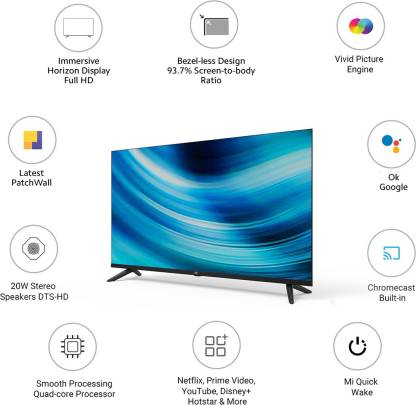 Immersive
Horizon Display
Full HD
Bezel-less Design
93.7% Screen-to-body
Ratio
Vivid Picture
Engine
Latest
PatchWall
Ok
Google
20W Stereo
Speakers DTS-HD
Chromecast
Built-in
Smooth Processing
Quad-core Processor
Netflix, Prime Video,
YouTube, Disney+
Hotstar & More
Mi Quick
Wake